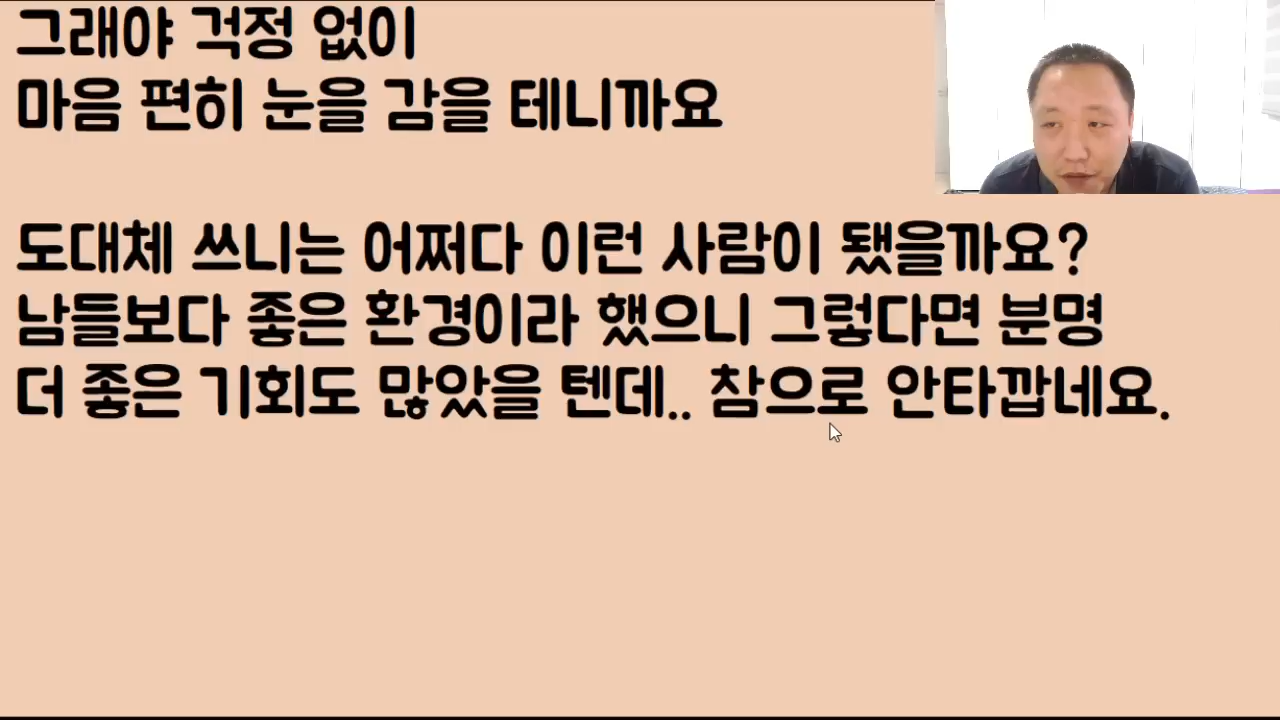 그래야 걱정 없이
마음 편히 눈을 감을 테니까요
도대체 쓰니는 어쩌다 이런 사람이 됐을까요?
남들보다 좋은 환경이라 했으니 그렇다면 분명
더 좋은 기회도 많았을 텐데.. 참으로 안타깝네요.